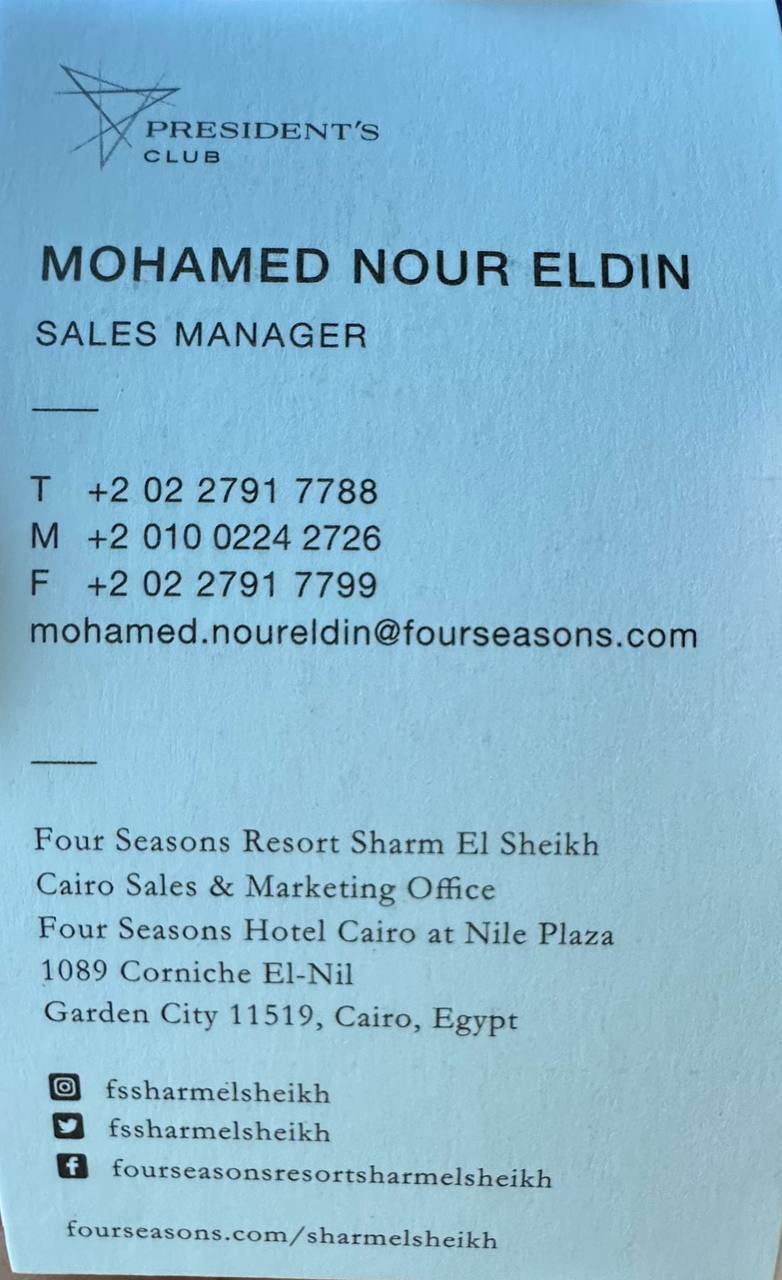 PRESIDENT'S
CLUB
MOHAMED NOUR ELDIN
SALES MANAGER
T +2 02 2791 7788
M +2 010 0224 2726
F +2 02 2791 7799
mohamed.noureldin@fourseasons.com
Four Seasons Resort Sharm El Sheikh
Cairo Sales & Marketing Office
Four Seasons Hotel Cairo at Nile Plaza
1089 Corniche El-Nil
Garden City 11519, Cairo, Egypt
fssharmelsheikh
fssharmelsheikh
fourseasonsresortsharmelsheikh
fourseasons.com/sharmelsheikh